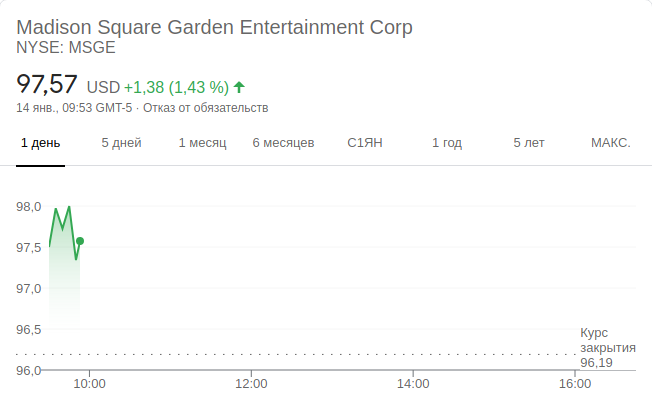 Madison Square Garden Entertainment Corp
NYSE: MSGE
97,57 USD +1,38 (1,43 %)
14 янв., 09:53 GMT-5 · Отказ от обязательств
1 день 5 дней 1 месяц 6 месяцев С1ЯН 1 год 5 лет МАКС.
98,0
97,5
97,0
96,5
96,0
Курс
закрытия
96,19
10:00 12:00 14:00 16:00